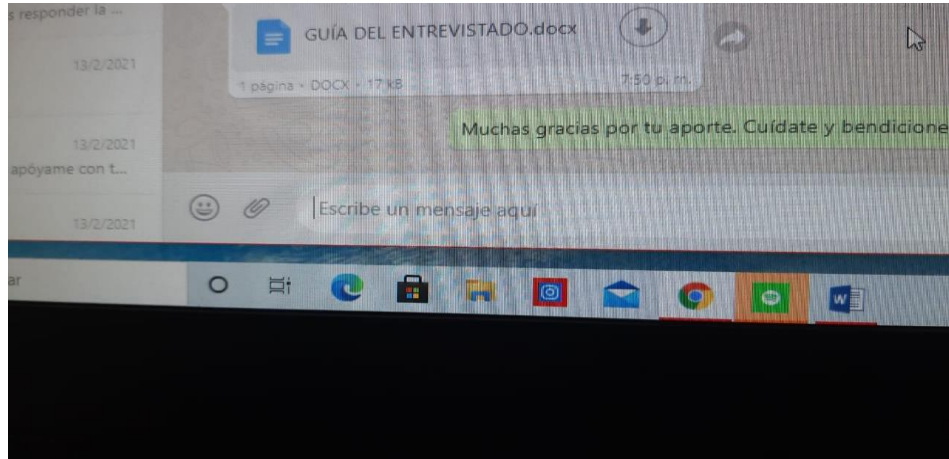 s responder la ...
13/2/2021
13/2/2021
apóyame con t...
13/2/2021
GUÍA DEL ENTREVISTADO.docx
1 página • DOCX • 17 kB
7:50 p. m.
Muchas gracias por tu aporte. Cuídate y bendicione
Escribe un mensaje aquí
ar
W